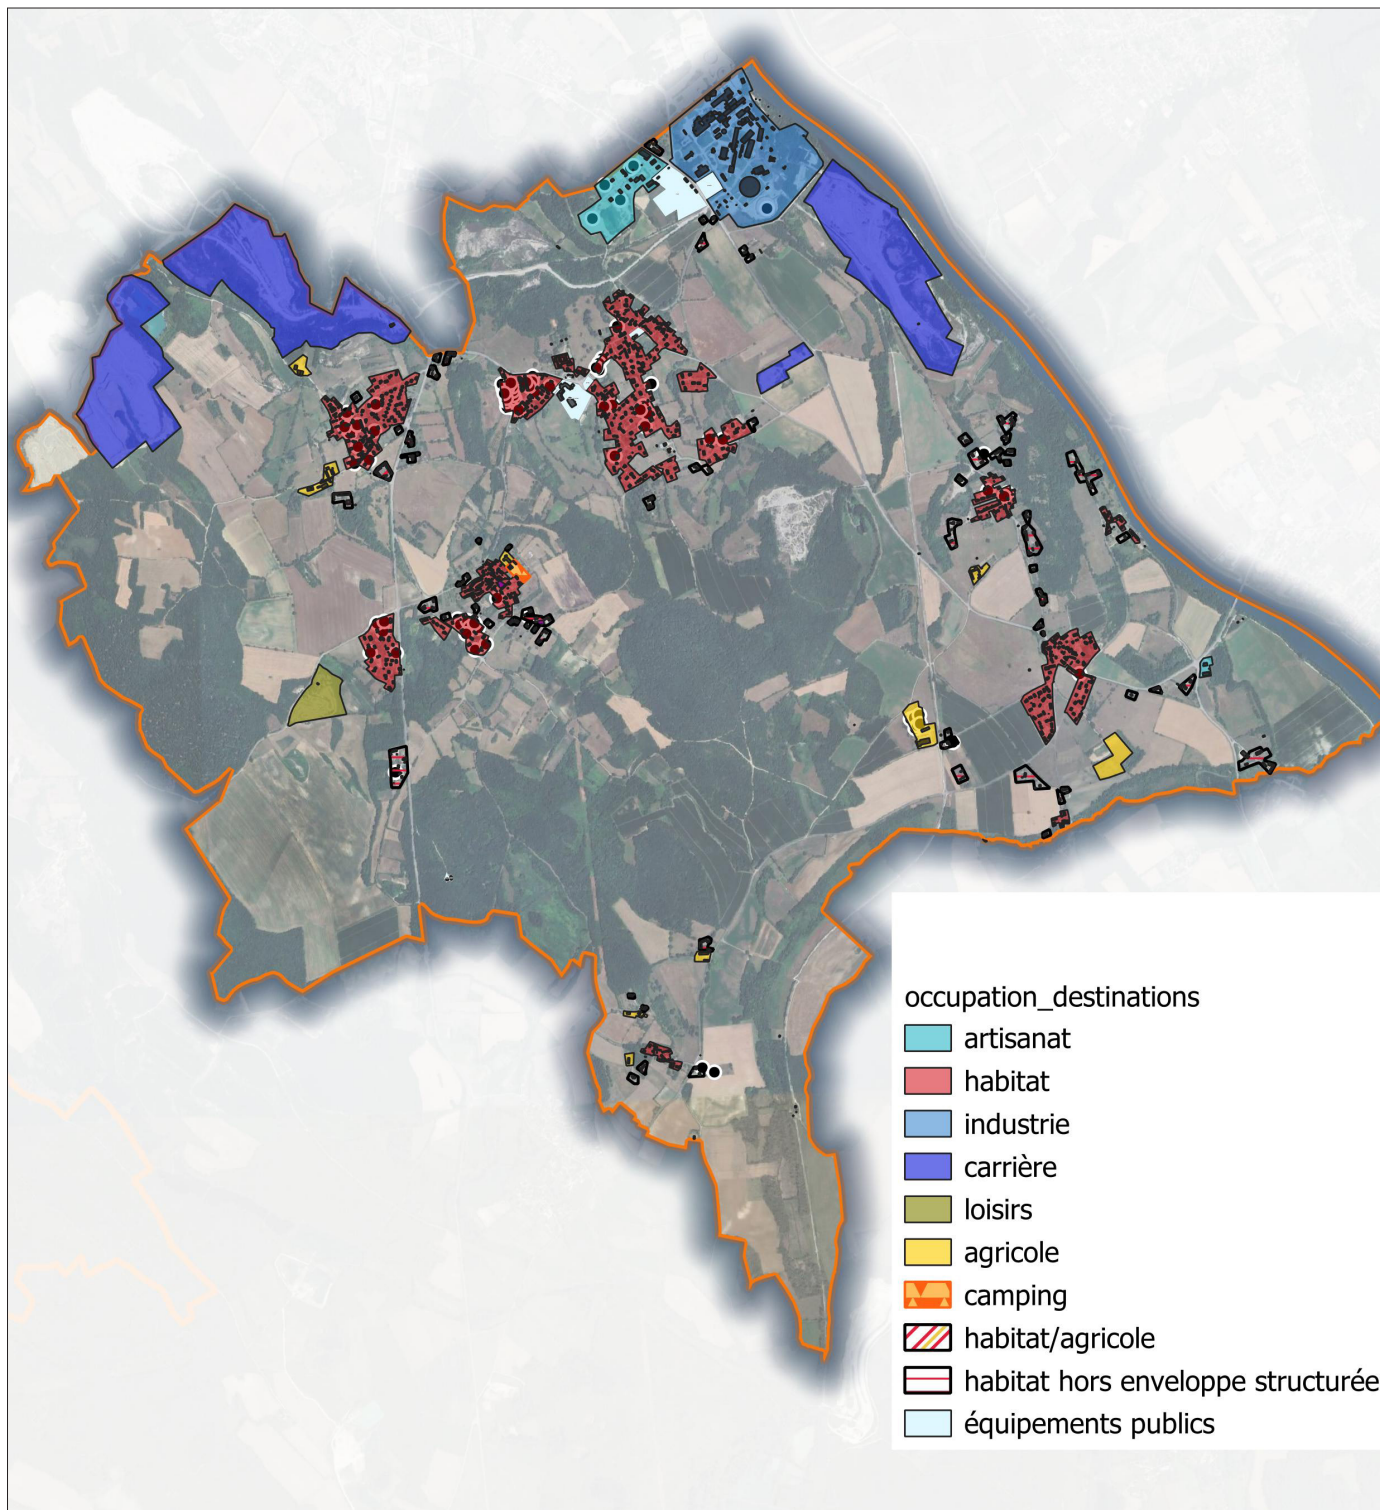 occupation_destinations
artisanat
habitat
industrie
carrière
loisirs
agricole
camping
habitat/agricole
habitat hors enveloppe structurée
équipements publics